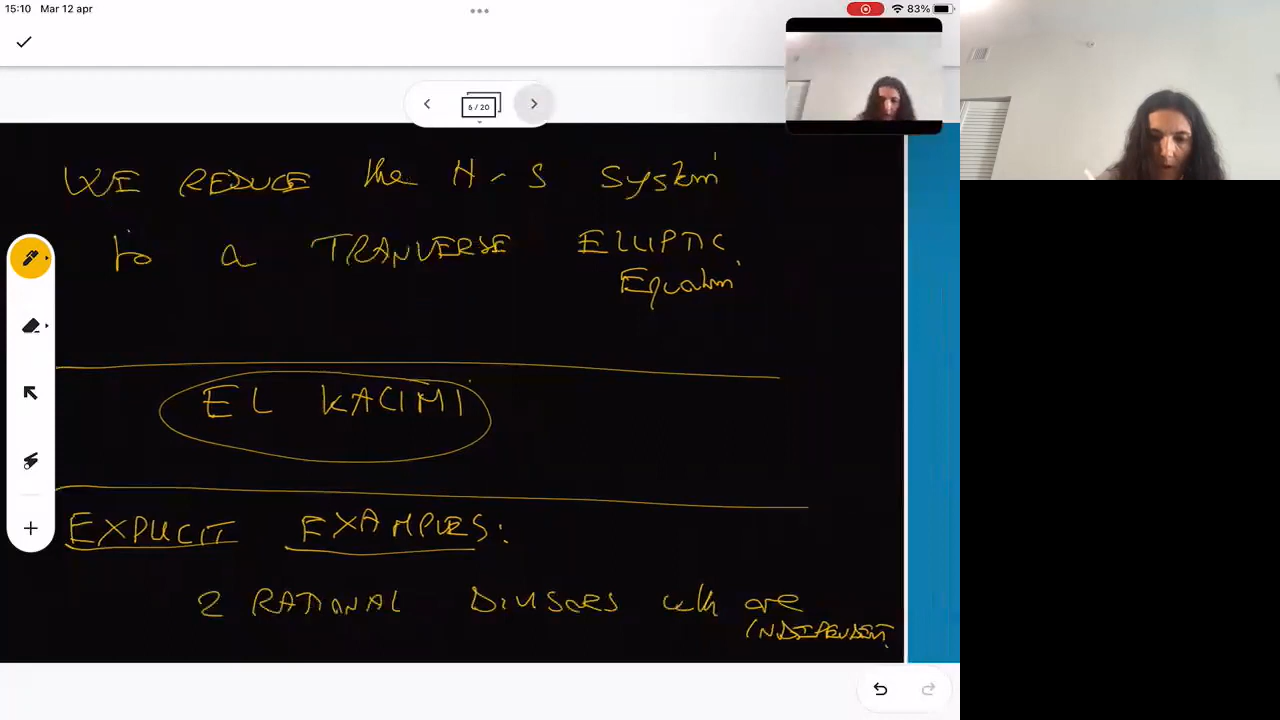 15:10 Mar 12 apr
83%
6 / 20
WE REDUCE the H-S System
to a TRANVERSE ELLIPTIC
Equation
EL KACIMI
EXPLICIT EXAMPLES:
2 RATIONAL DIVISORS are
INDEPENDENT